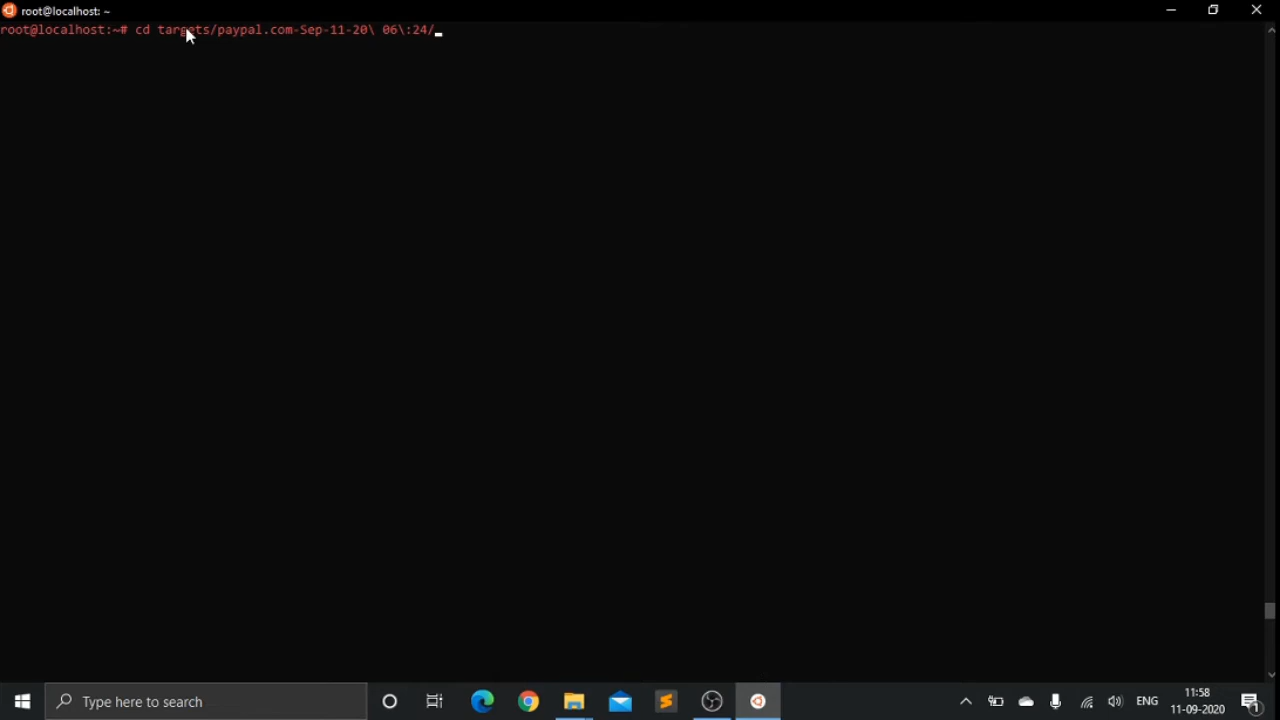 root@localhost: ~
root@localhost:~# cd targets/paypal.com-Sep-11-20\ 06\:24/
Type here to search
ENG
11:58
11-09-2020
1